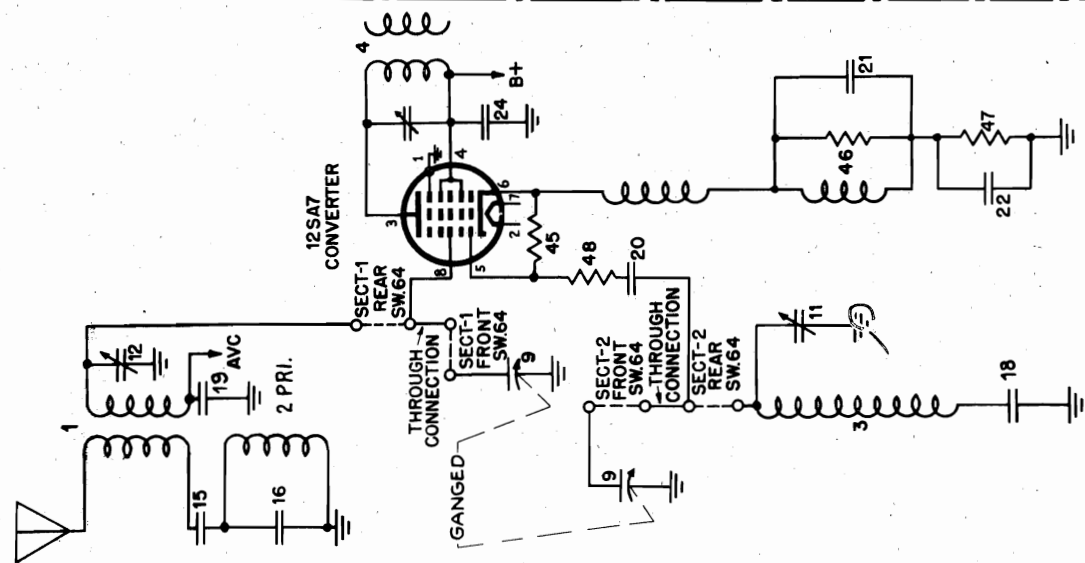 4
B+
24
21
46
47
22
12SA7
CONVERTER
3
1
4
8
5
6
7
2
45
48
20
SECT-1
REAR
SW.64
THROUGH
CONNECTION
SECT-1
FRONT
SW.64
9
12
AVC
19
1
2 PRI.
15
16
GANGED
9
SECT-2
FRONT
SW.64
THROUGH
CONNECTION
SECT-2
REAR
SW.64
11
3
18